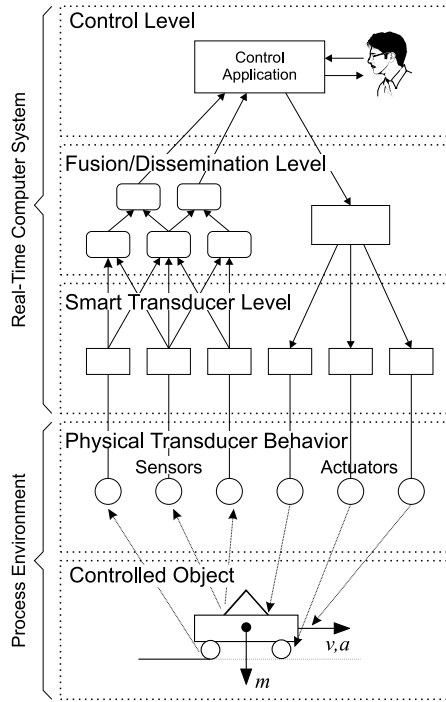 Control Level
Control
Application
Real-Time Computer System
Fusion/Dissemination Level
Smart Transducer Level
Physical Transducer Behavior
Sensors
Actuators
Process Environment
Controlled Object
v,a
m